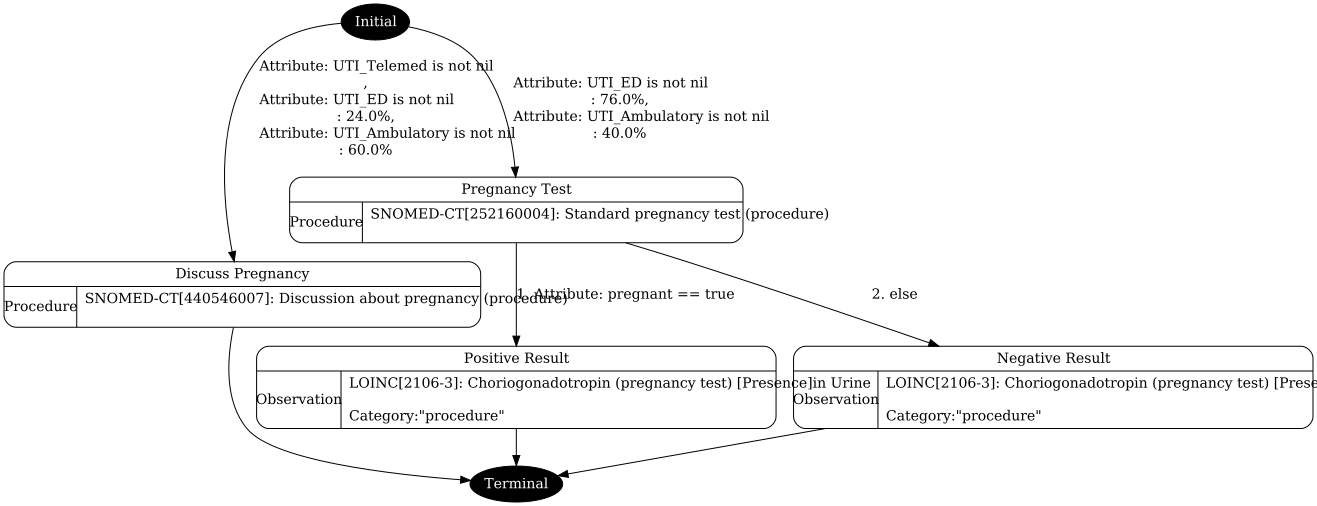 Initial
Attribute: UTI_Telemed is not nil
,
Attribute: UTI_ED is not nil
: 24.0%,
Attribute: UTI_Ambulatory is not nil
: 60.0%
Attribute: UTI_ED is not nil
: 76.0%,
Attribute: UTI_Ambulatory is not nil
: 40.0%
Pregnancy Test
Procedure
SNOMED-CT[252160004]: Standard pregnancy test (procedure)
Discuss Pregnancy
Procedure
SNOMED-CT[440546007]: Discussion about pregnancy (procedure)
1. Attribute: pregnant == true
2. else
Positive Result
Observation
LOINC[2106-3]: Choriogonadotropin (pregnancy test) [Presence]in Urine
Category:"procedure"
Negative Result
Observation
LOINC[2106-3]: Choriogonadotropin (pregnancy test) [Prese
Category:"procedure"
Terminal